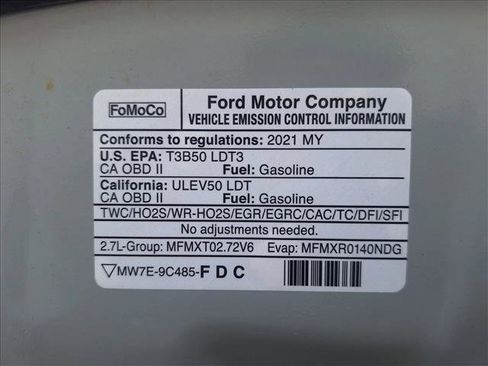 FoMoCo
Ford Motor Company
VEHICLE EMISSION CONTROL INFORMATION
Conforms to regulations: 2021 MY
U.S. EPA: T3B50 LDT3
CA OBD II Fuel: Gasoline
California: ULEV50 LDT
CA OBD II Fuel: Gasoline
TWC/HO2S/WR-HO2S/EGR/EGRC/CAC/TC/DFI/SFI
No adjustments needed.
2.7L-Group: MFMXT02.72V6 Evap: MFMXR0140NDG
▽MW7E-9C485-F D C